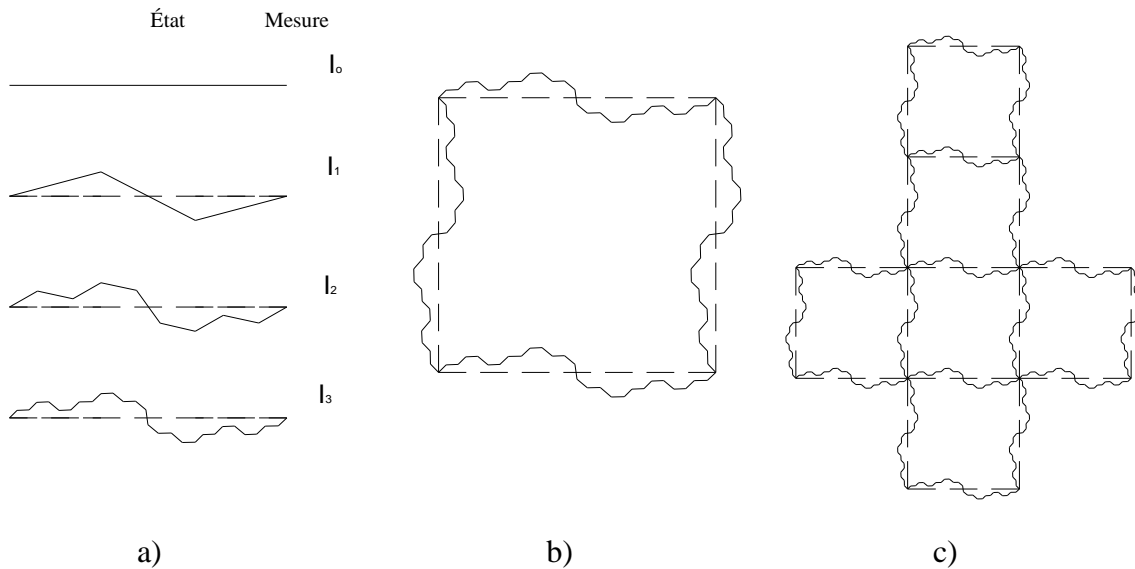 État Mesure
l₀
l₁
l₂
l₃
a) b) c)